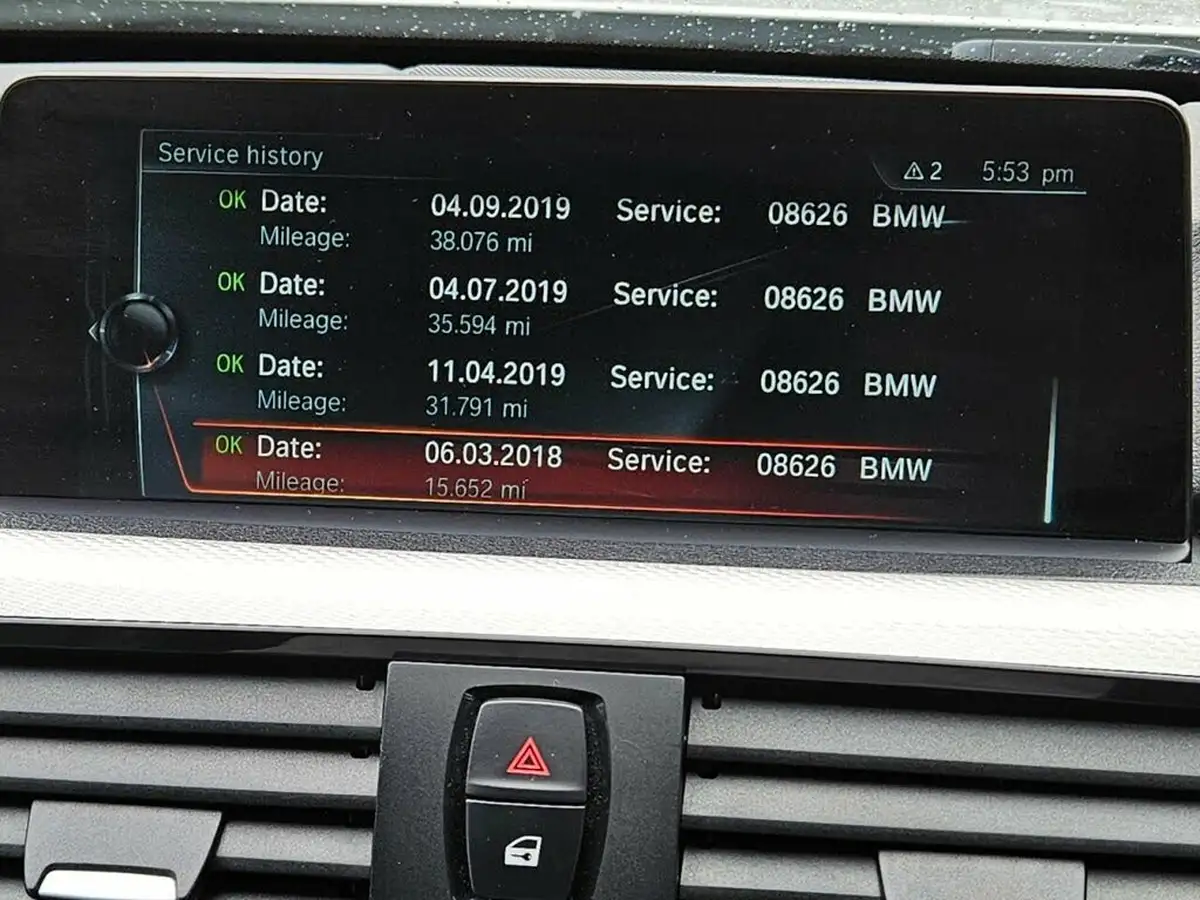 Service history
2 5:53 pm
OK Date: 04.09.2019 Service: 08626 BMW
Mileage: 38.076 mi
OK Date: 04.07.2019 Service: 08626 BMW
Mileage: 35.594 mi
OK Date: 11.04.2019 Service: 08626 BMW
Mileage: 31.791 mi
OK Date: 06.03.2018 Service: 08626 BMW
Mileage: 15.652 mi